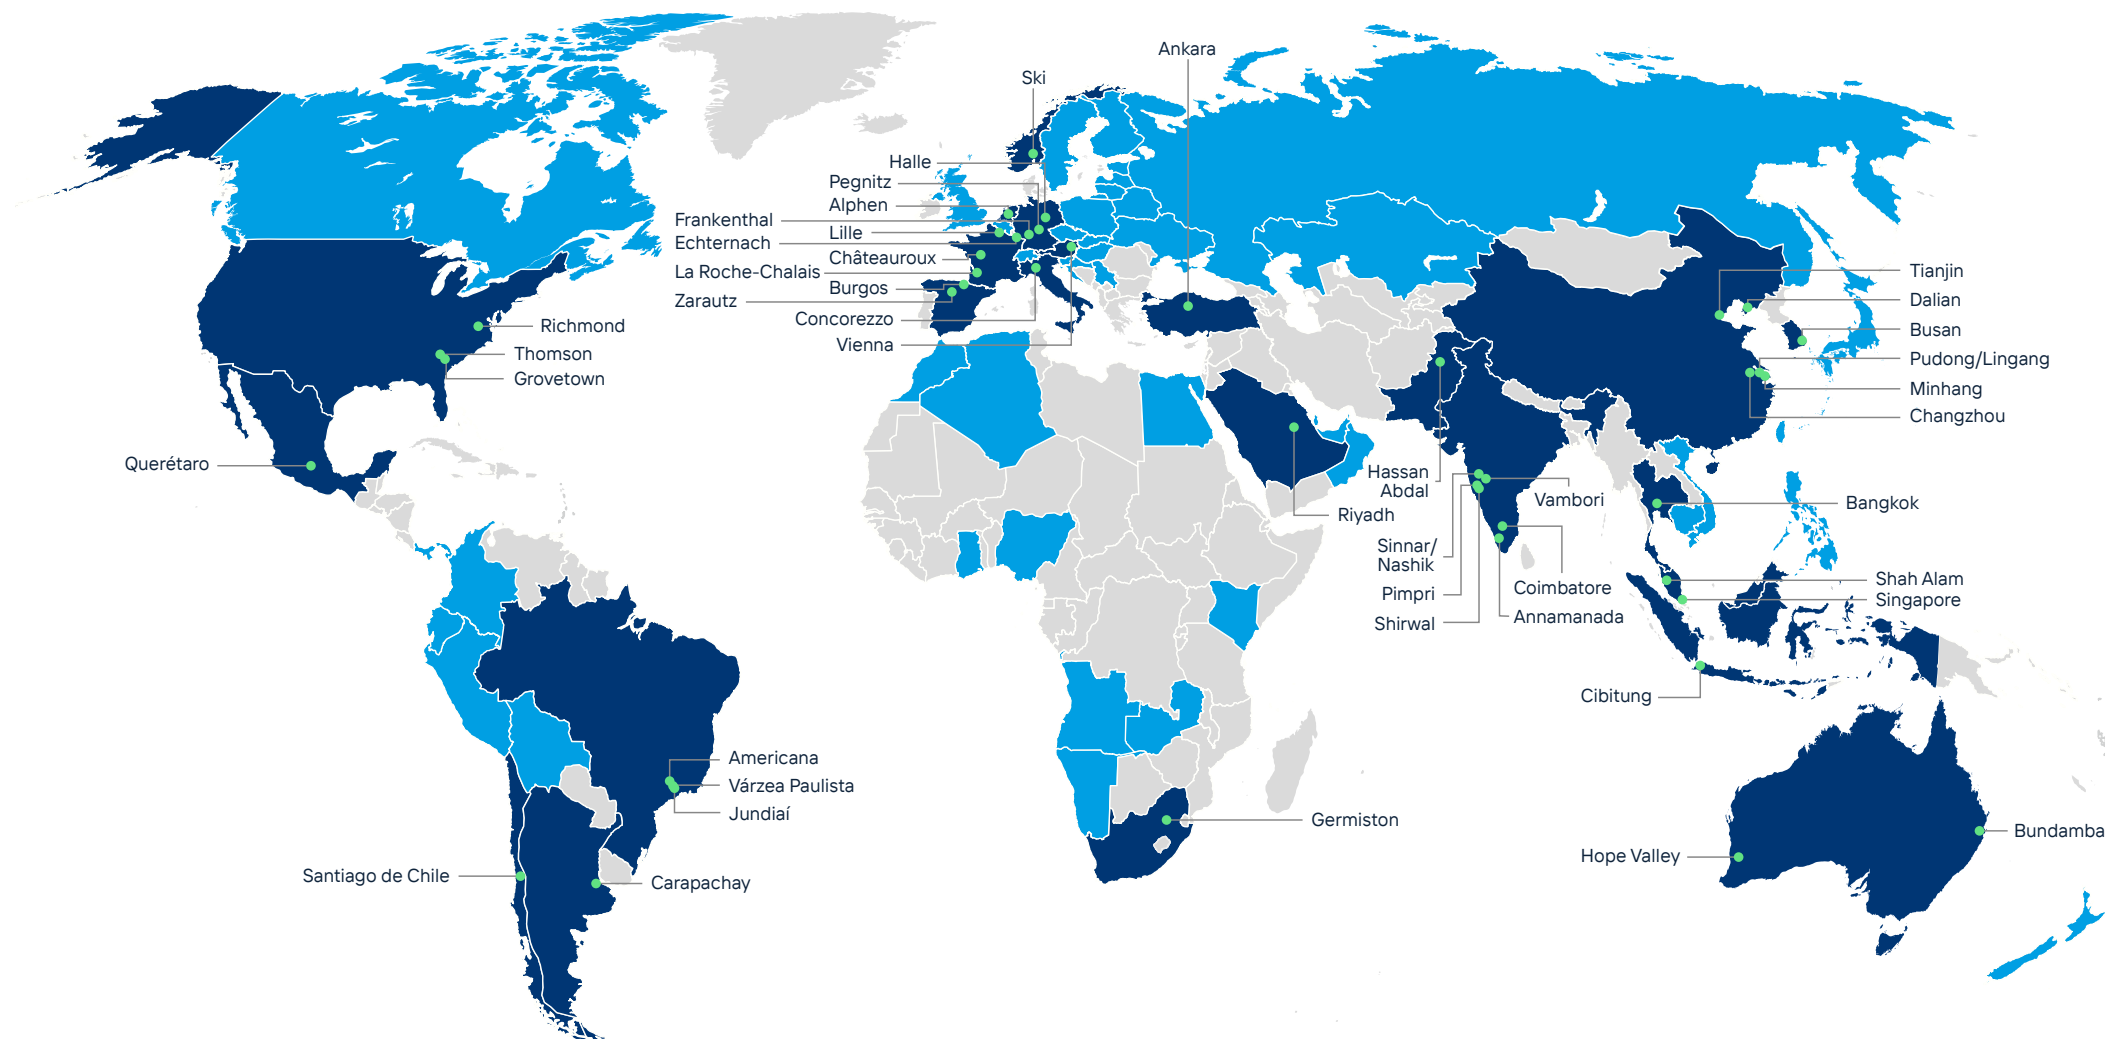 Ankara
Ski
Halle
Pegnitz
Alphen
Frankenthal
Lille
Echternach
Châteauroux
La Roche-Chalais
Burgos
Zarautz
Concorezzo
Vienna
Tianjin
Dalian
Busan
Pudong/Lingang
Minhang
Changzhou
Richmond
Thomson
Grovetown
Querétaro
Hassan
Abdal
Vambori
Riyadh
Bangkok
Sinnar/
Nashik
Coimbatore
Pimpri
Annamanada
Shirwal
Shah Alam
Singapore
Cibitung
Americana
Várzea Paulista
Jundiaí
Germiston
Bundamba
Hope Valley
Santiago de Chile
Carapachay